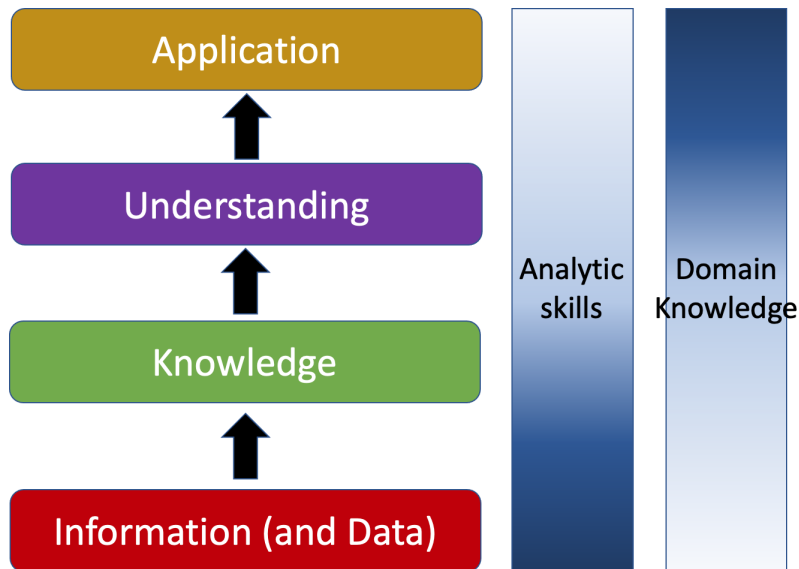 Application
Understanding
Knowledge
Information (and Data)
Analytic
skills
Domain
Knowledge